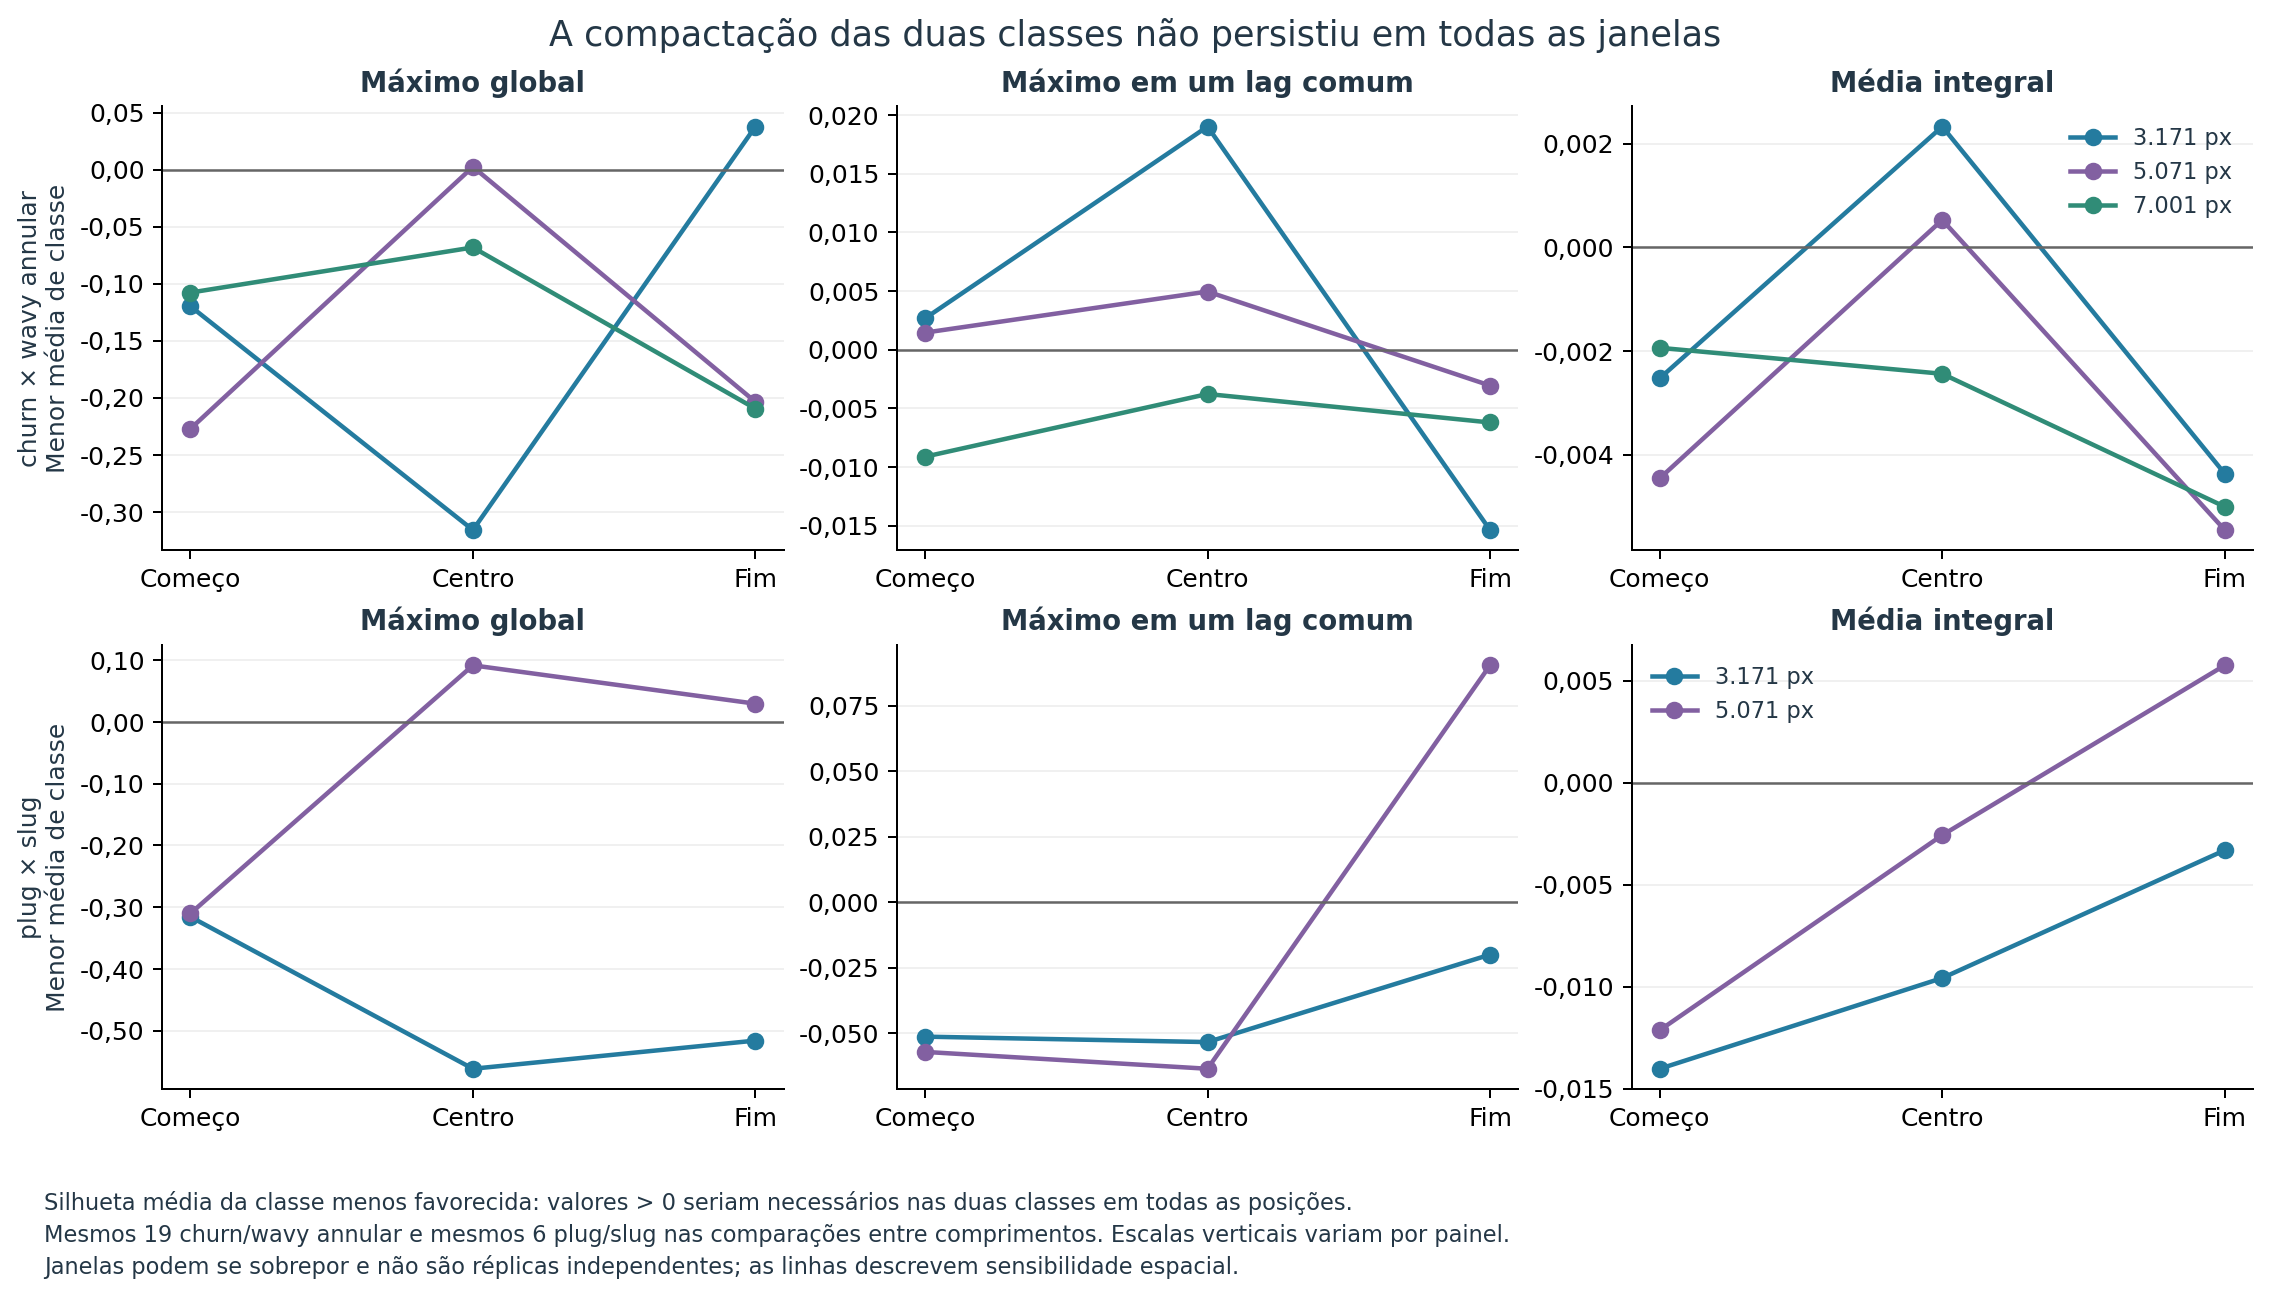 A compactação das duas classes não persistiu em todas as janelas
Máximo global
Máximo em um lag comum
Média integral
churn × wavy annular
Menor média de classe
0,05
0,00
-0,05
-0,10
-0,15
-0,20
-0,25
-0,30
Começo
Centro
Fim
0,020
0,015
0,010
0,005
0,000
-0,005
-0,010
-0,015
Começo
Centro
Fim
0,002
0,000
-0,002
-0,004
3.171 px
5.071 px
7.001 px
Começo
Centro
Fim
Máximo global
Máximo em um lag comum
Média integral
plug × slug
Menor média de classe
0,10
0,00
-0,10
-0,20
-0,30
-0,40
-0,50
Começo
Centro
Fim
0,075
0,050
0,025
0,000
-0,025
-0,050
Começo
Centro
Fim
0,005
0,000
-0,005
-0,010
-0,015
3.171 px
5.071 px
Começo
Centro
Fim
Silhueta média da classe menos favorecida: valores > 0 seriam necessários nas duas classes em todas as posições.
Mesmos 19 churn/wavy annular e mesmos 6 plug/slug nas comparações entre comprimentos. Escalas verticais variam por painel.
Janelas podem se sobrepor e não são réplicas independentes; as linhas descrevem sensibilidade espacial.